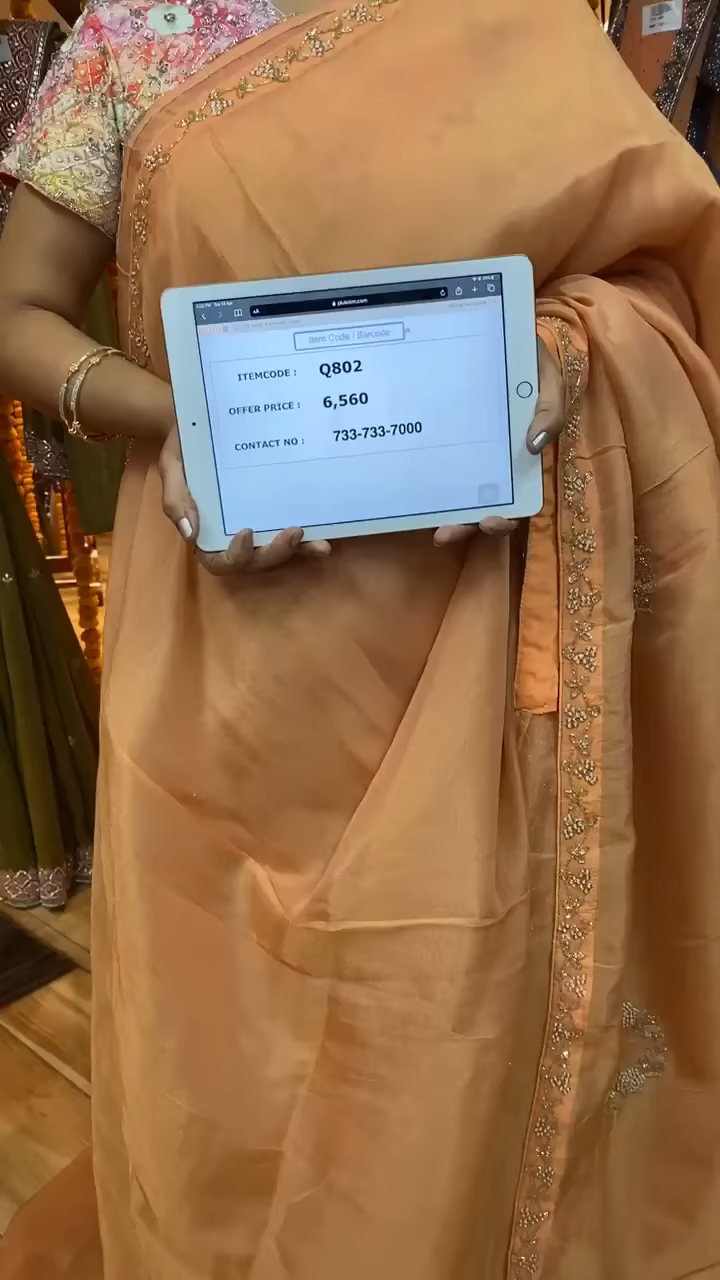 Item Code / Barcode
ITEMCODE : Q802
OFFER PRICE : 6,560
CONTACT NO : 733-733-7000